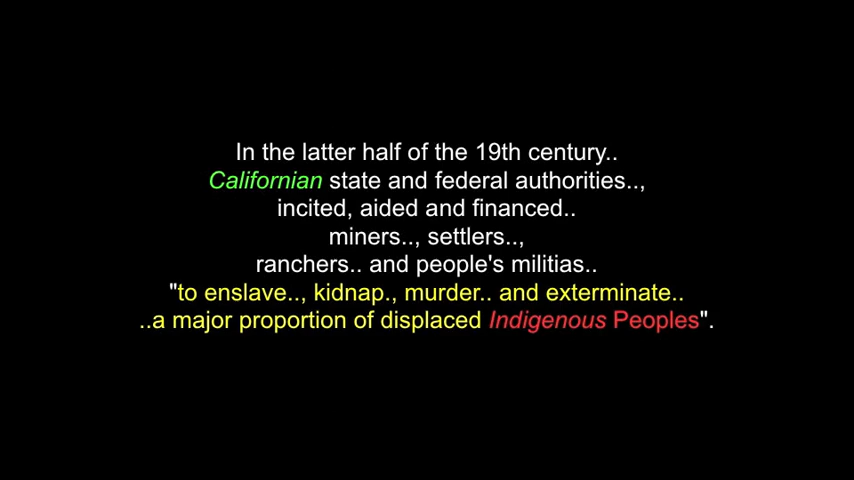 In the latter half of the 19th century..
Californian state and federal authorities..,
incited, aided and financed..
miners.., settlers..,
ranchers.. and people's militias..
"to enslave.., kidnap., murder.. and exterminate..
..a major proportion of displaced Indigenous Peoples".